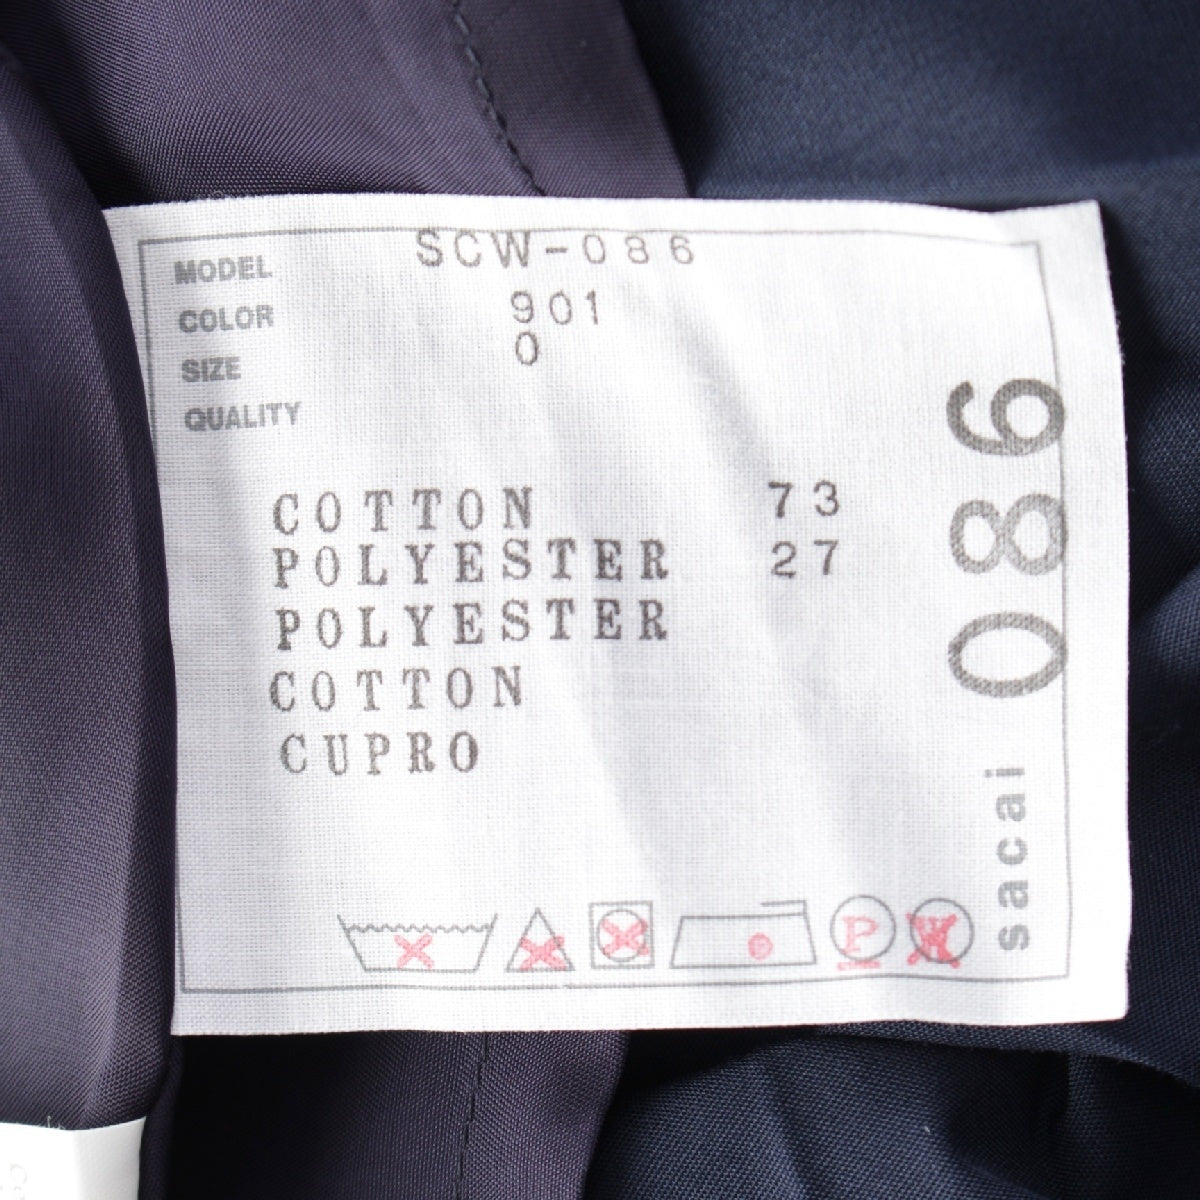 MODEL SCW-086
COLOR 901
SIZE 0
QUALITY
COTTON 73
POLYESTER 27
POLYESTER
COTTON
CUPRO
P
W
sacai 086